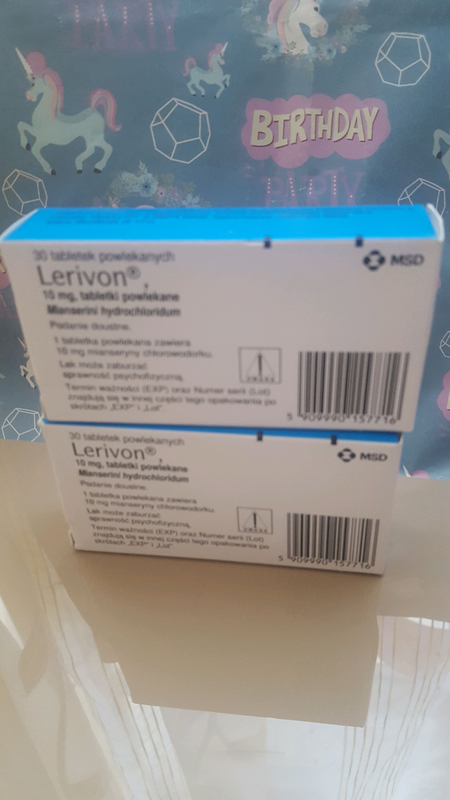 BIRTHDAY
30 tabletek powlekanych
Lerivon®,
MSD
10 mg, tabletki powlekane
Mianserini hydrochloridum
Podanie doustne.
1 tabletka powlekana zawiera
10 mg mianseryny chlorowodorku.
Lek może zaburzać
sprawność psychofizyczną.
UWAGA
Termin ważności (EXP) oraz Numer serii (Lot)
znajdują się w innej części tego opakowania po
skrótach „EXP” i „Lot”
5 909990 157716
30 tabletek powlekanych
Lerivon®,
MSD
10 mg, tabletki powlekane
Mianserini hydrochloridum
Podanie doustne.
1 tabletka powlekana zawiera
10 mg mianseryny chlorowodorku.
Lek może zaburzać
sprawność psychofizyczną.
UWAGA
Termin ważności (EXP) oraz Numer serii (Lot)
znajdują się w innej części tego opakowania po
skrótach „EXP” i „Lot”
5 909990 157716